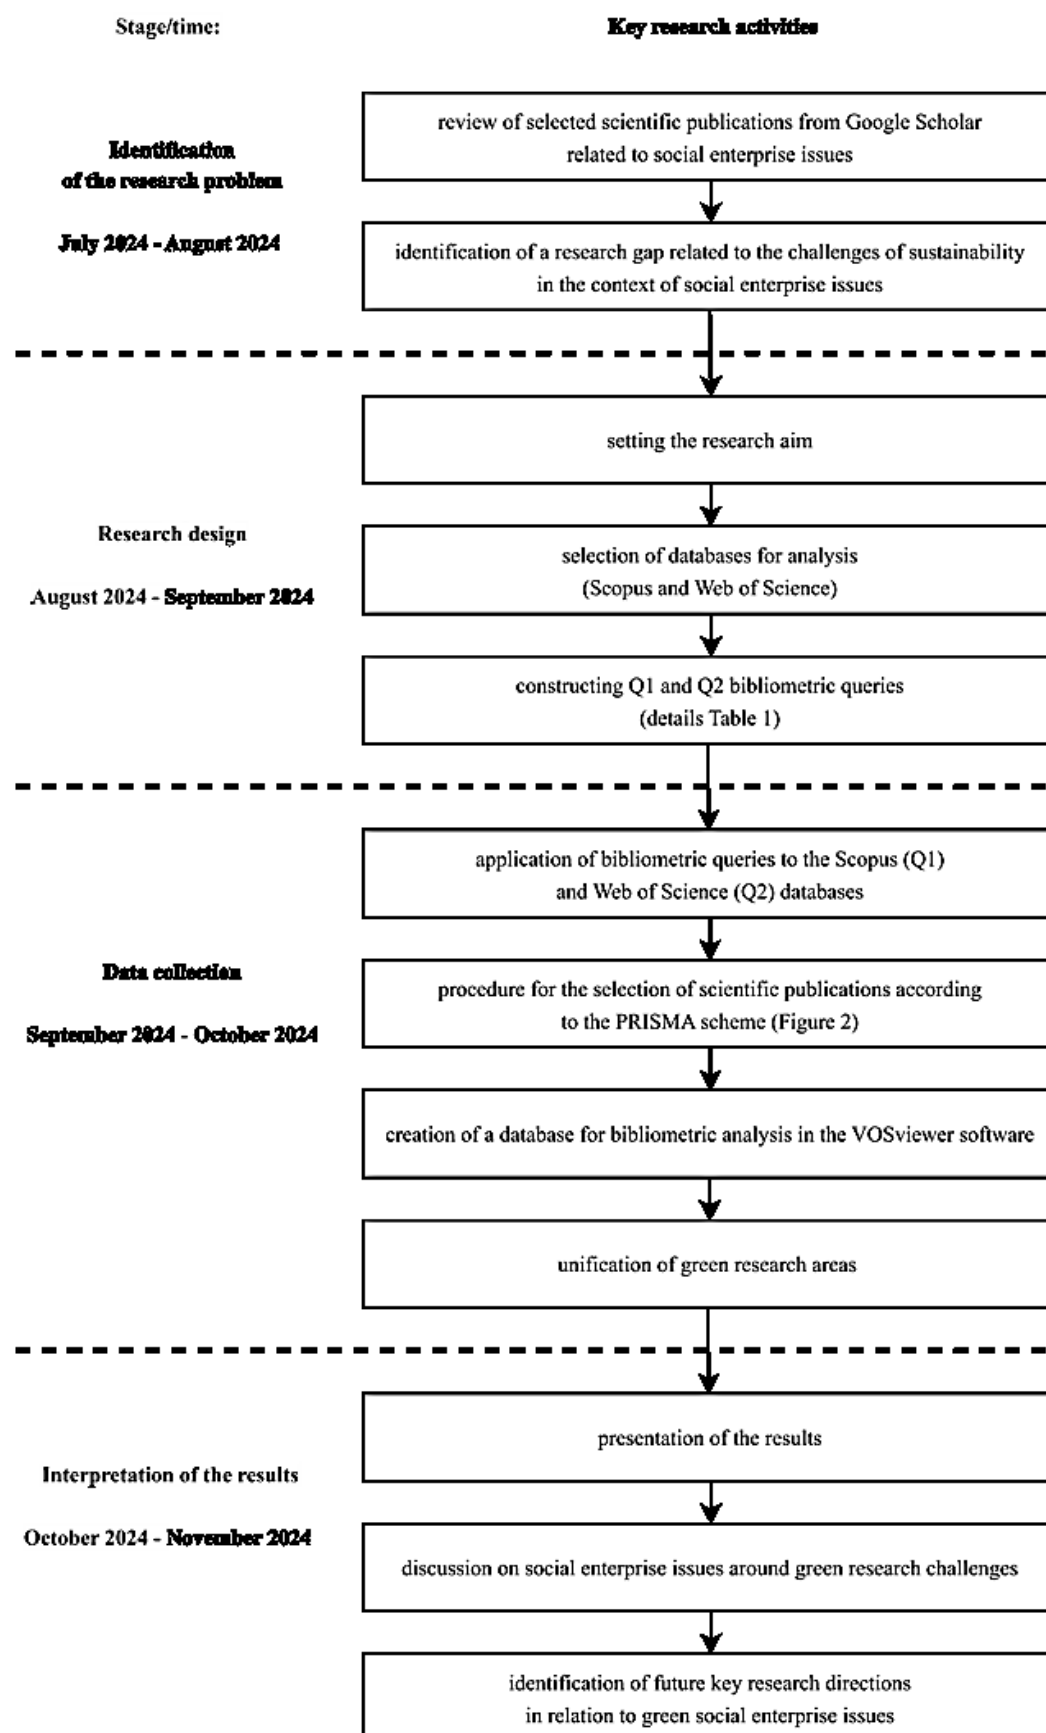 Stage/time:
Key research activities
Identification
of the research problem
July 2024 - August 2024
review of selected scientific publications from Google Scholar
related to social enterprise issues
identification of a research gap related to the challenges of sustainability
in the context of social enterprise issues
Research design
August 2024 - September 2024
setting the research aim
selection of databases for analysis
(Scopus and Web of Science)
constructing Q1 and Q2 bibliometric queries
(details Table 1)
Data collection
September 2024 - October 2024
application of bibliometric queries to the Scopus (Q1)
and Web of Science (Q2) databases
procedure for the selection of scientific publications according
to the PRISMA scheme (Figure 2)
creation of a database for bibliometric analysis in the VOSviewer software
unification of green research areas
Interpretation of the results
October 2024 - November 2024
presentation of the results
discussion on social enterprise issues around green research challenges
identification of future key research directions
in relation to green social enterprise issues